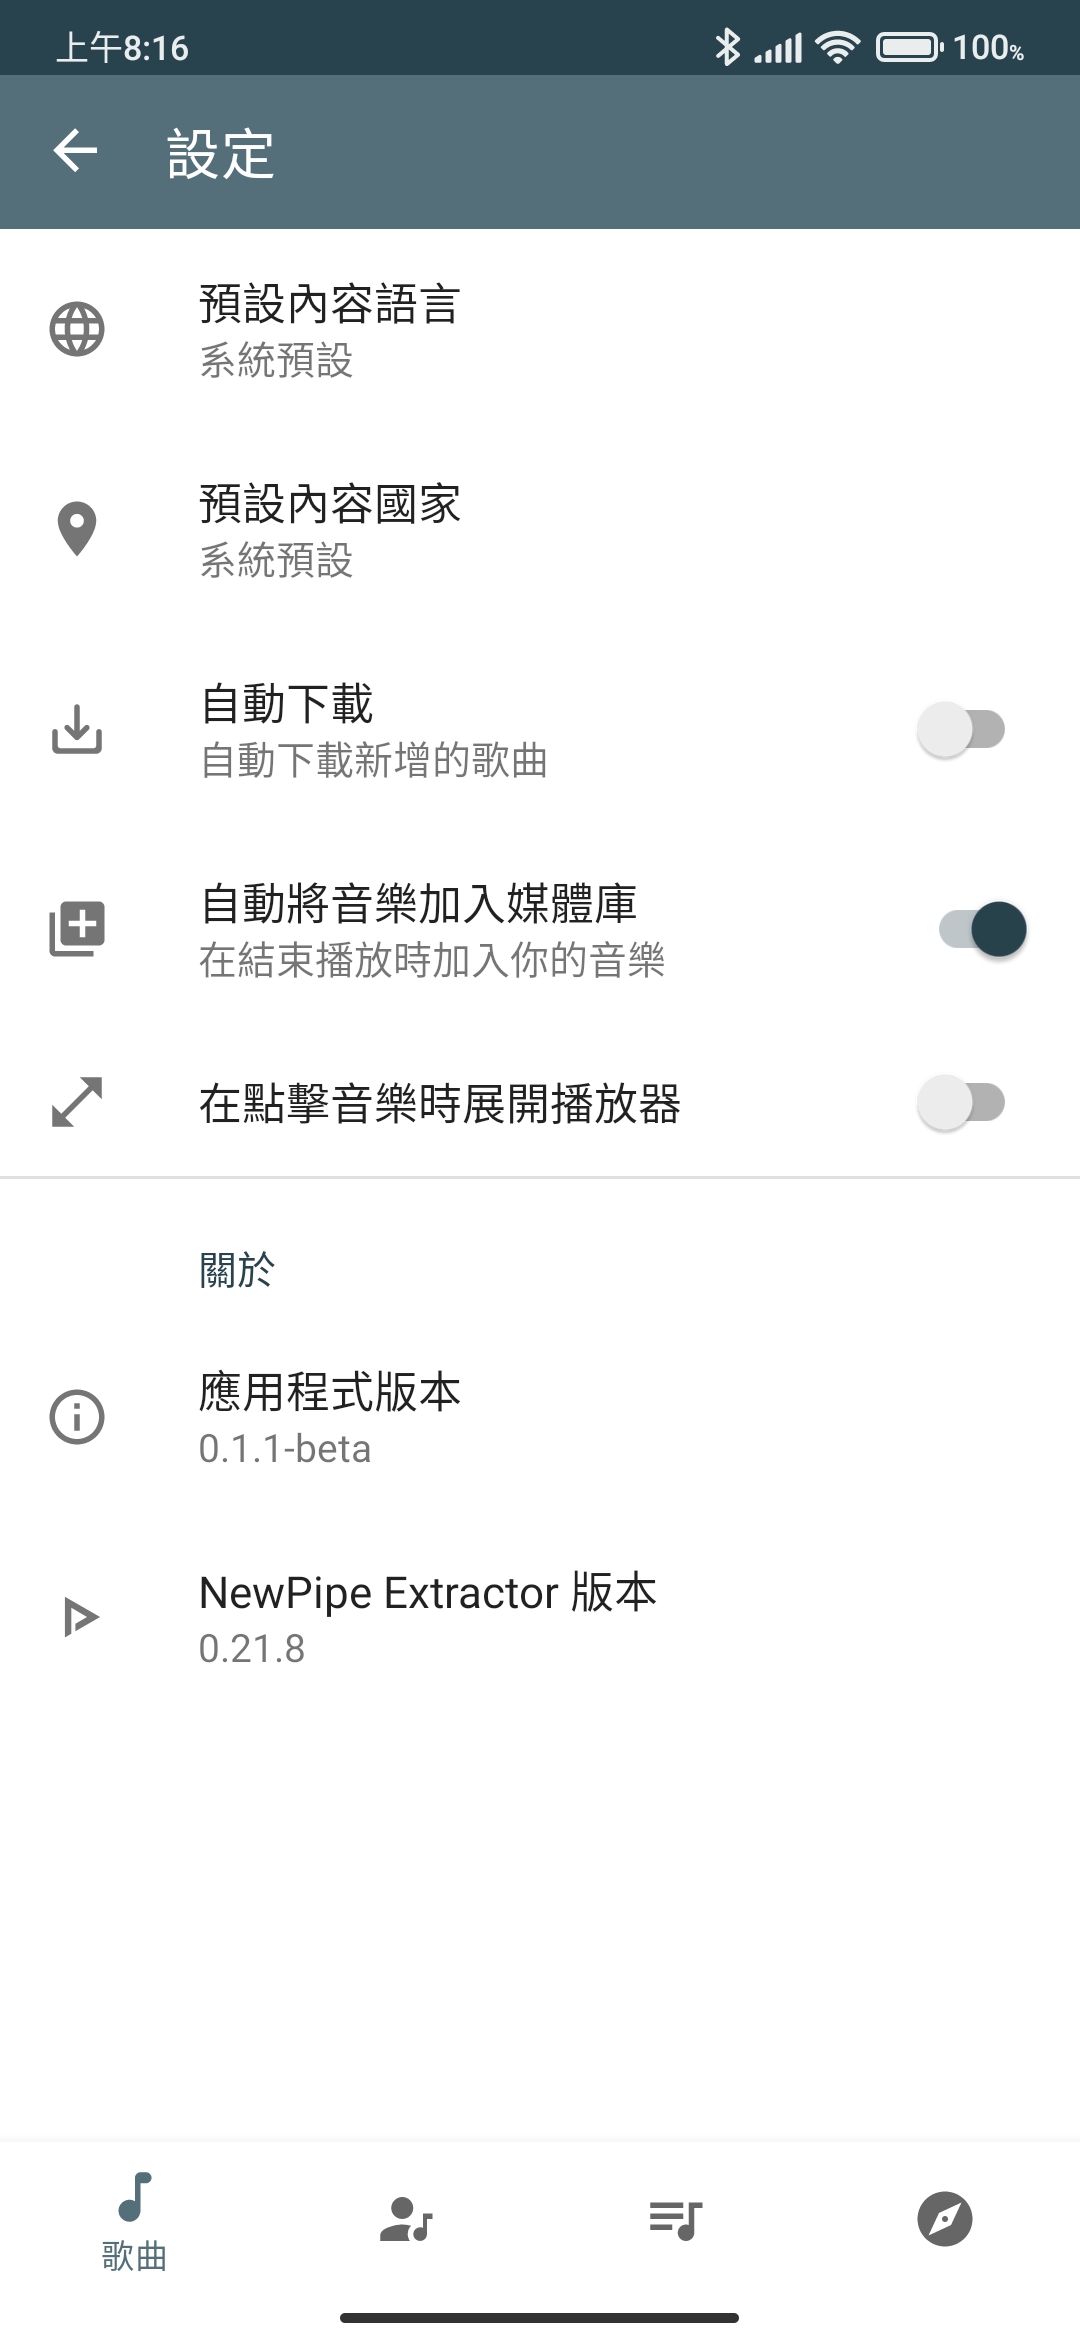 上午8:16
100%
設定
預設內容語言
系統預設
預設內容國家
系統預設
自動下載
自動下載新增的歌曲
自動將音樂加入媒體庫
在結束播放時加入你的音樂
在點擊音樂時展開播放器
關於
應用程式版本
0.1.1-beta
NewPipe Extractor 版本
0.21.8
歌曲